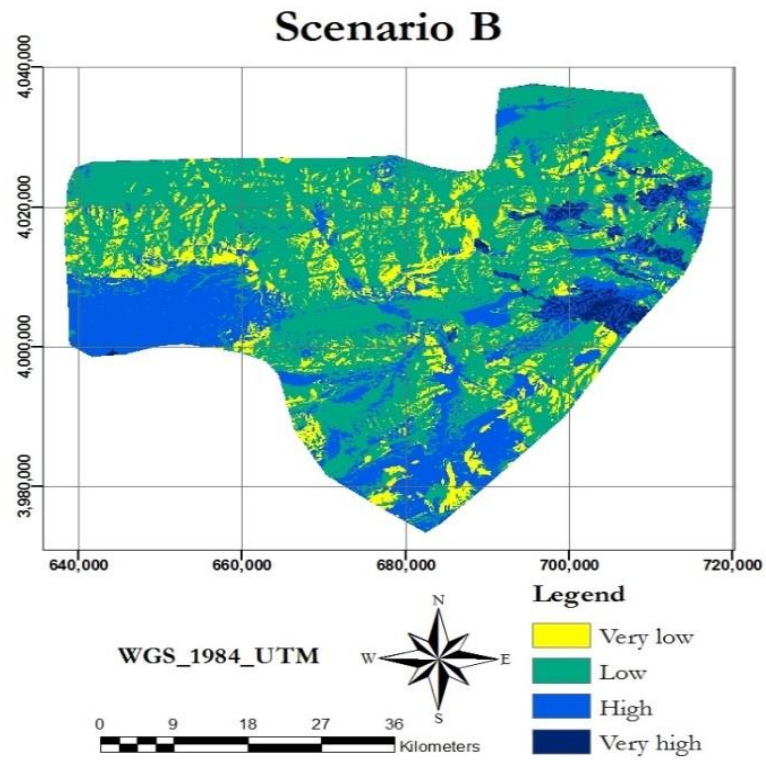 Scenario B
4,040,000
4,020,000
4,000,000
3,980,000
640,000 660,000 680,000 700,000 720,000
Legend
Very low
Low
High
Very high
WGS_1984_UTM
N
W E
S
0 9 18 27 36
Kilometers